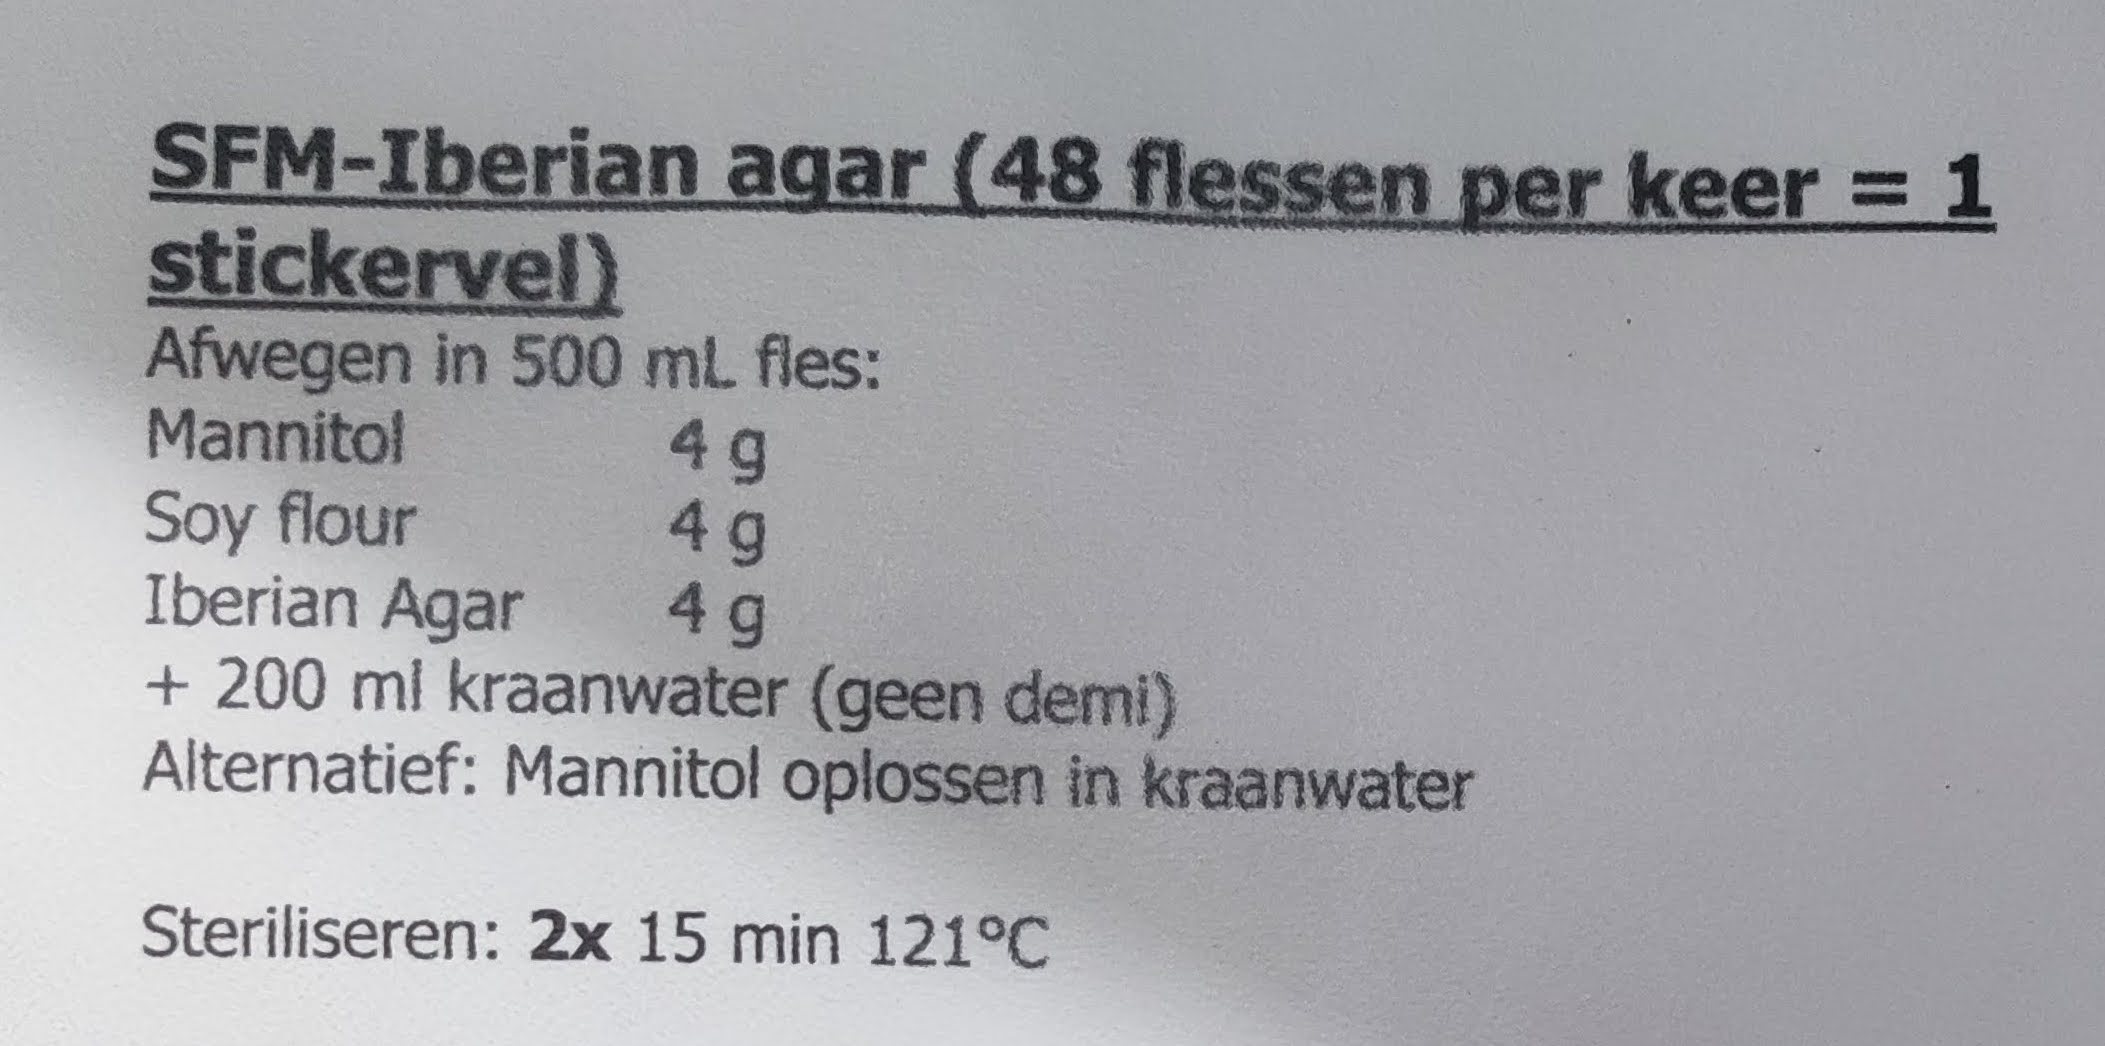 SFM-Iberian agar (48 flessen per keer = 1
stickervel)
Afwegen in 500 mL fles:
Mannitol 4 g
Soy flour 4 g
Iberian Agar 4 g
+ 200 ml kraanwater (geen demi)
Alternatief: Mannitol oplossen in kraanwater
Steriliseren: 2x 15 min 121°C